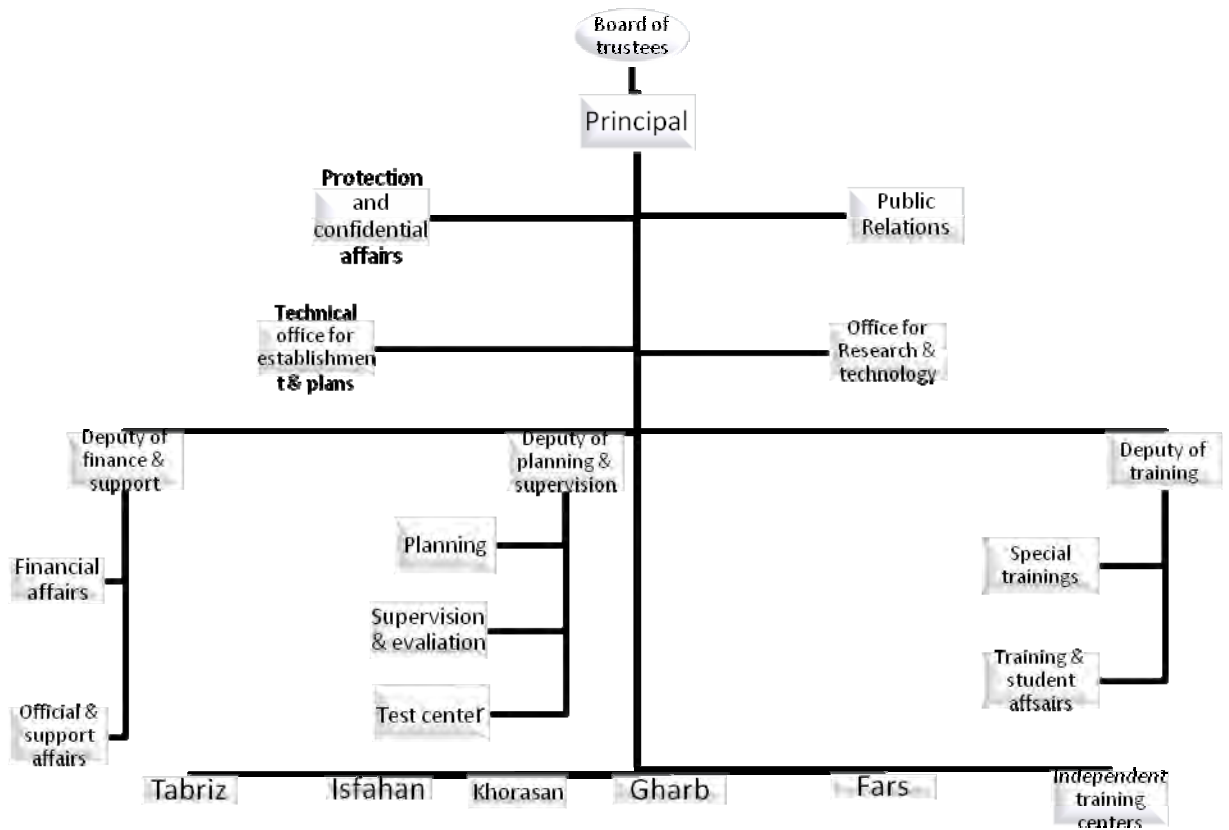 Board of
trustees
Principal
Protection
and
confidential
affairs
Public
Relations
Technical
office for
establishmen
t & plans
Office for
Research &
technology
Deputy of
finance &
support
Deputy of
planning &
supervision
Deputy of
training
Financial
affairs
Official &
support
affairs
Planning
Supervision
& evaliation
Test center
Special
trainings
Training &
student
affsairs
Tabriz
Isfahan
Khorasan
Gharb
Fars
Independent
training
centers